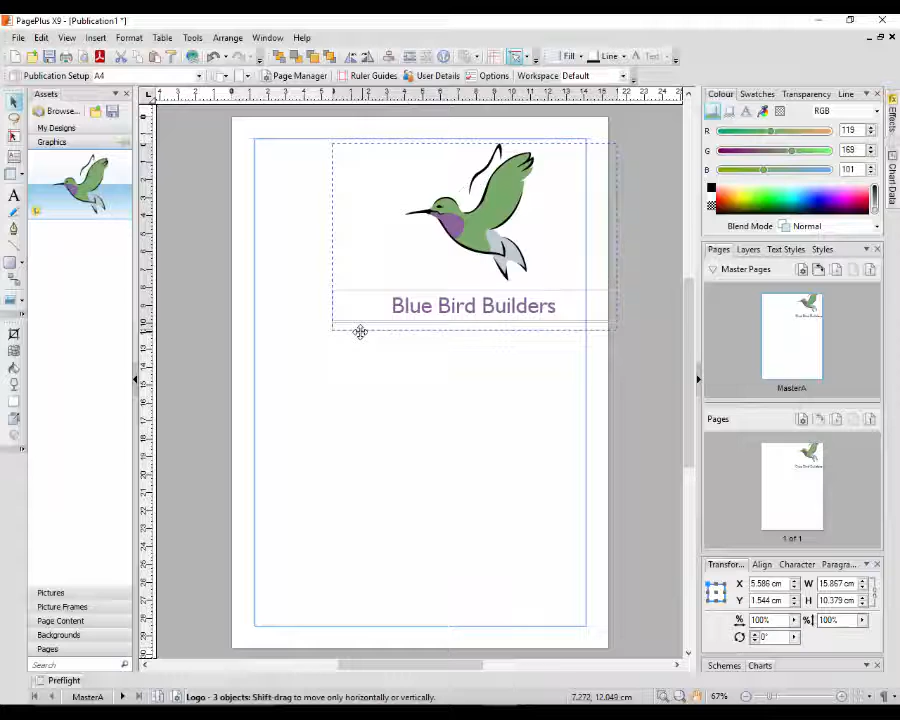 PagePlus X9 - [Publication1 *]
File Edit View Insert Format Table Tools Arrange Window Help
Fill Line Text
Publication Setup A4 Page Manager Ruler Guides User Details Options Workspace Default
Assets
Browse...
My Designs
Graphics
Pictures
Picture Frames
Page Content
Backgrounds
Pages
Search
Blue Bird Builders
Colour Swatches Transparency Line
RGB
R 119
G 169
B 101
Blend Mode Normal
Effects
Chart Data
Pages Layers Text Styles Styles
Master Pages
MasterA
Pages
1 of 1
Transfor... Align Character Paragra...
X 5.586 cm W 15.867 cm
Y 1.544 cm H 10.379 cm
% 100% % 100%
0°
Schemes Charts
Preflight
MasterA Logo - 3 objects: Shift-drag to move only horizontally or vertically. 7.272, 12.049 cm 67%